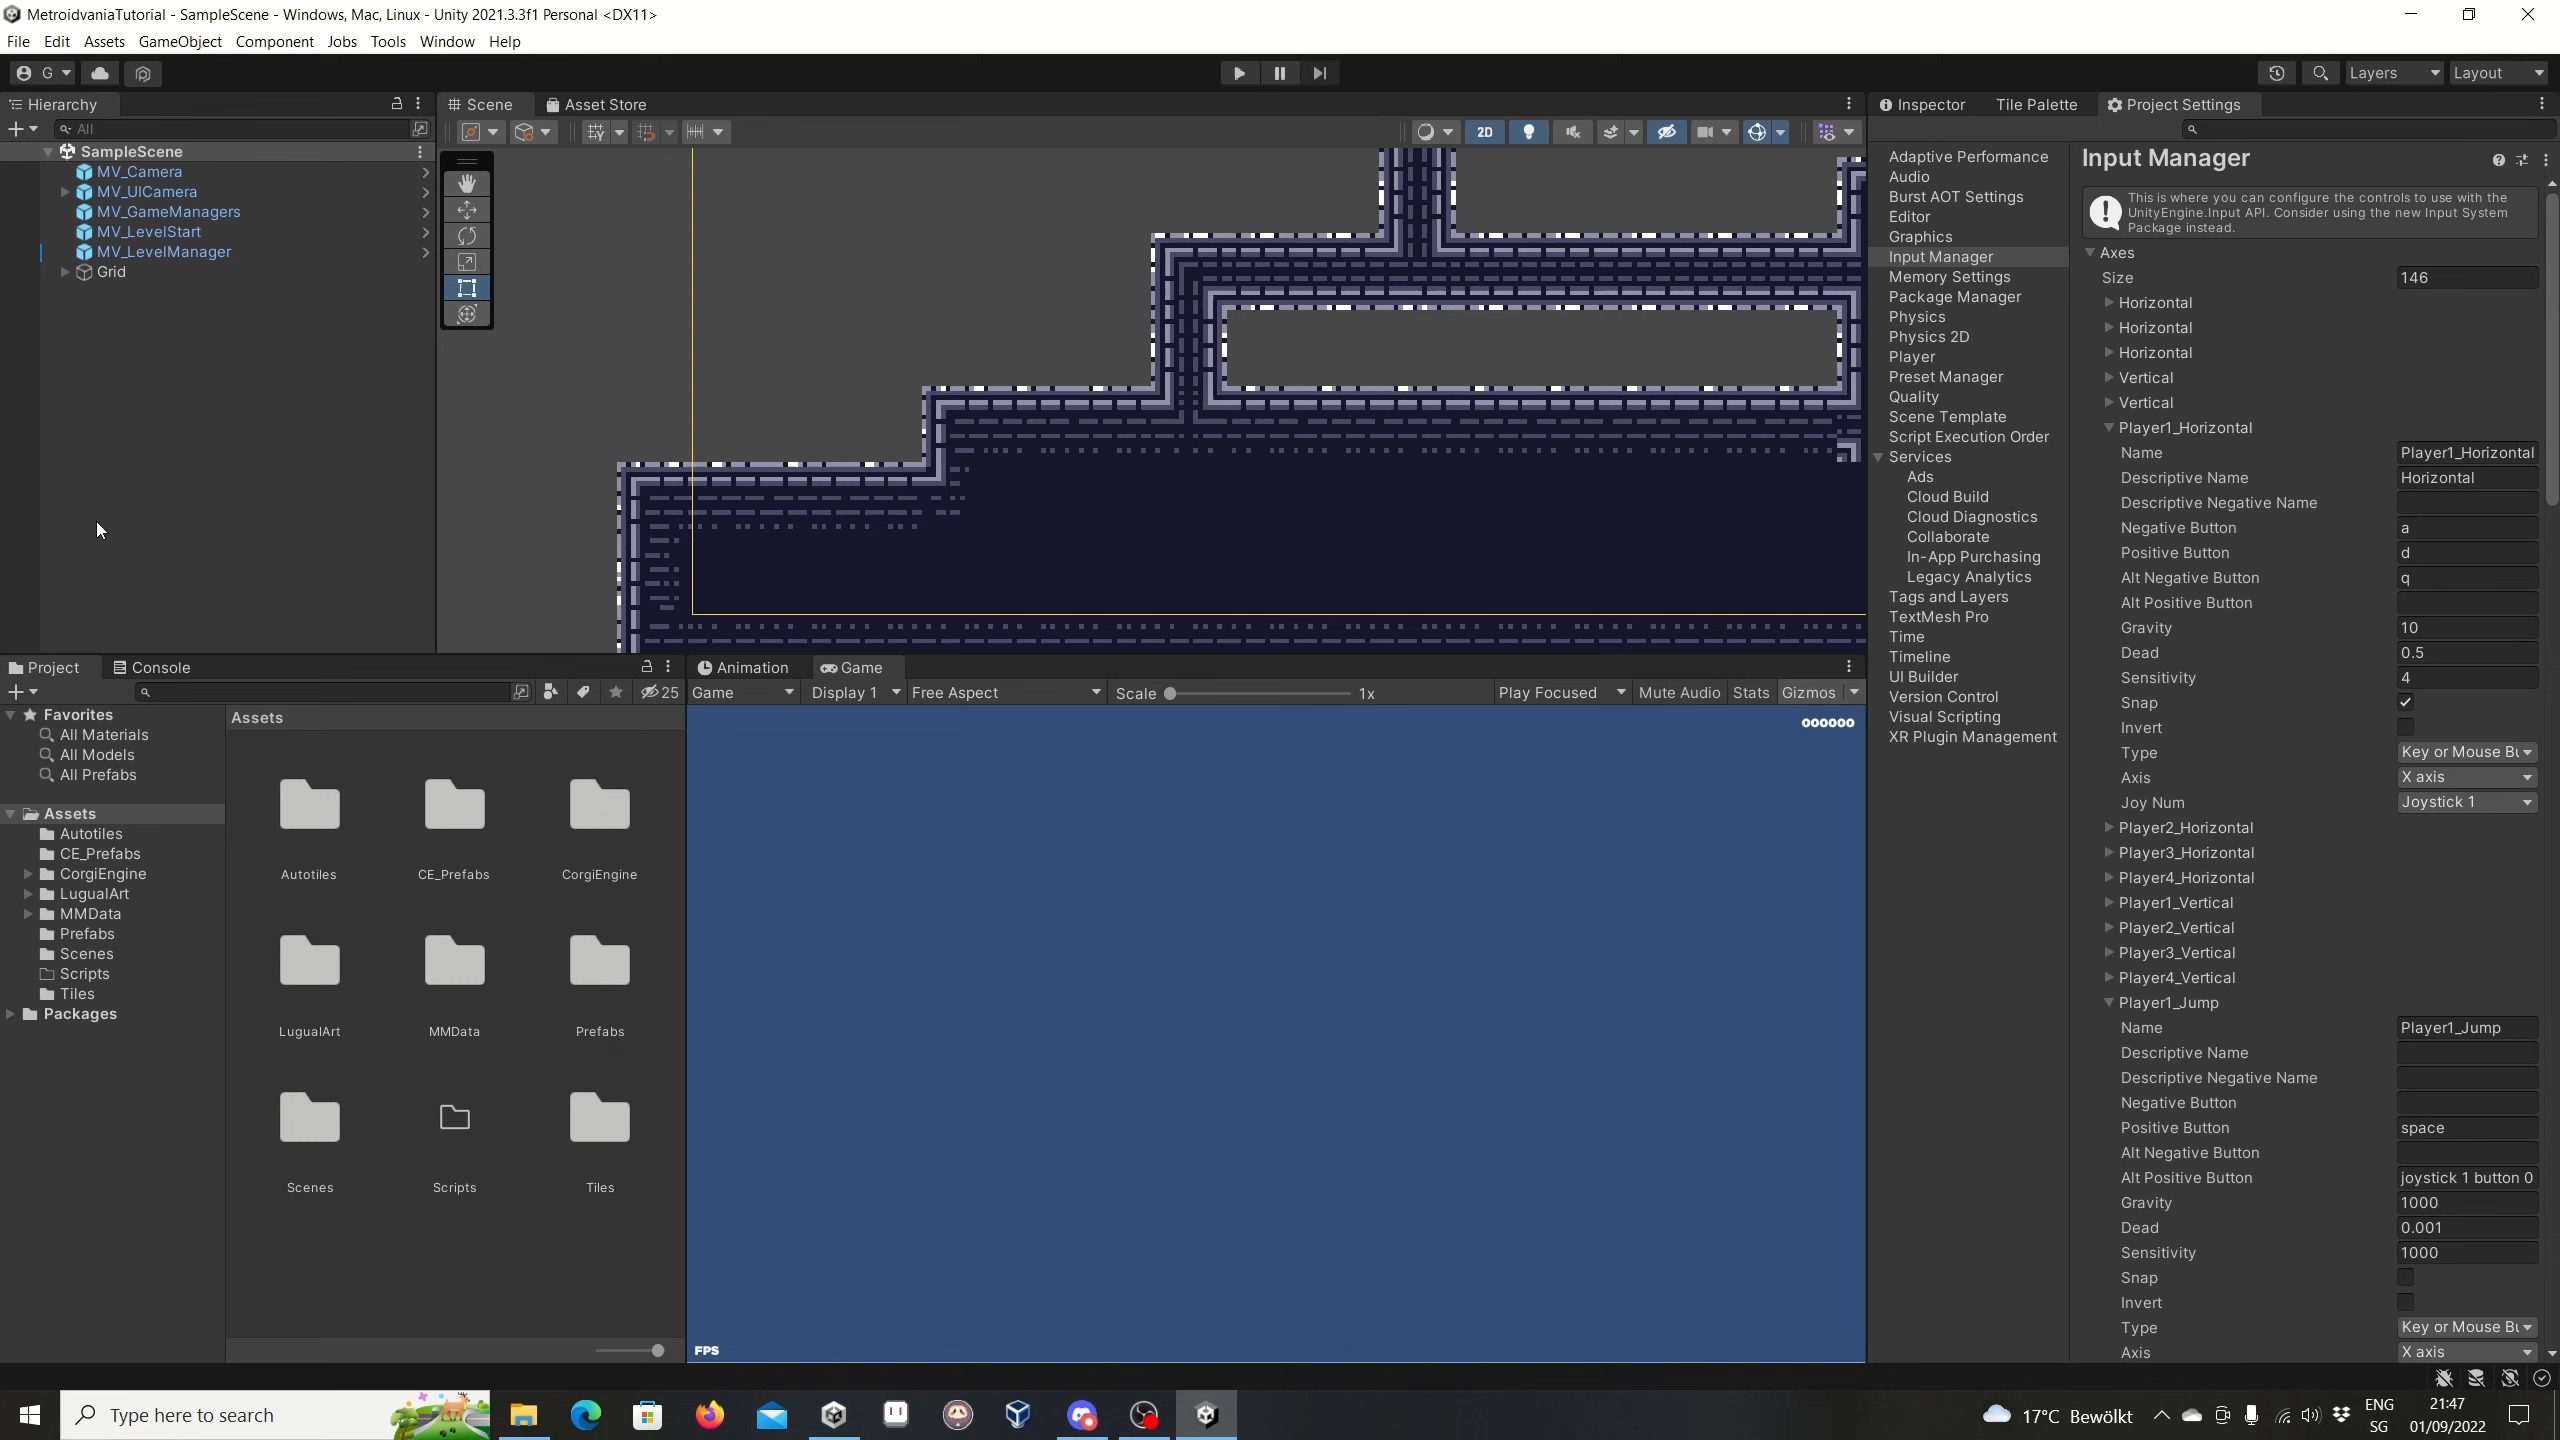 MetroidvaniaTutorial - SampleScene - Windows, Mac, Linux - Unity 2021.3.3f1 Personal <DX11>
File Edit Assets GameObject Component Jobs Tools Window Help
G
Layers Layout
Hierarchy
All
SampleScene
MV_Camera
MV_UICamera
MV_GameManagers
MV_LevelStart
MV_LevelManager
Grid
Scene Asset Store
2D
Inspector Tile Palette Project Settings
Adaptive Performance
Audio
Burst AOT Settings
Editor
Graphics
Input Manager
Memory Settings
Package Manager
Physics
Physics 2D
Player
Preset Manager
Quality
Scene Template
Script Execution Order
Services
Ads
Cloud Build
Cloud Diagnostics
Collaborate
In-App Purchasing
Legacy Analytics
Tags and Layers
TextMesh Pro
Time
Timeline
UI Builder
Version Control
Visual Scripting
XR Plugin Management
Input Manager
This is where you can configure the controls to use with the
UnityEngine.Input API. Consider using the new Input System
Package instead.
Axes
Size 146
Horizontal
Horizontal
Horizontal
Vertical
Vertical
Player1_Horizontal
Name Player1_Horizontal
Descriptive Name Horizontal
Descriptive Negative Name
Negative Button a
Positive Button d
Alt Negative Button q
Alt Positive Button
Gravity 10
Dead 0.5
Sensitivity 4
Snap
Invert
Type Key or Mouse Bu
Axis X axis
Joy Num Joystick 1
Player2_Horizontal
Player3_Horizontal
Player4_Horizontal
Player1_Vertical
Player2_Vertical
Player3_Vertical
Player4_Vertical
Player1_Jump
Name Player1_Jump
Descriptive Name
Descriptive Negative Name
Negative Button
Positive Button space
Alt Negative Button
Alt Positive Button joystick 1 button 0
Gravity 1000
Dead 0.001
Sensitivity 1000
Snap
Invert
Type Key or Mouse Bu
Axis X axis
Project Console
25
Favorites
All Materials
All Models
All Prefabs
Assets
Autotiles
CE_Prefabs
CorgiEngine
LugualArt
MMData
Prefabs
Scenes
Scripts
Tiles
Packages
Assets
Autotiles CE_Prefabs CorgiEngine
LugualArt MMData Prefabs
Scenes Scripts Tiles
Animation Game
Game Display 1 Free Aspect Scale 1x Play Focused Mute Audio Stats Gizmos
000000
FPS
Type here to search
17°C Bewölkt
ENG
SG
21:47
01/09/2022